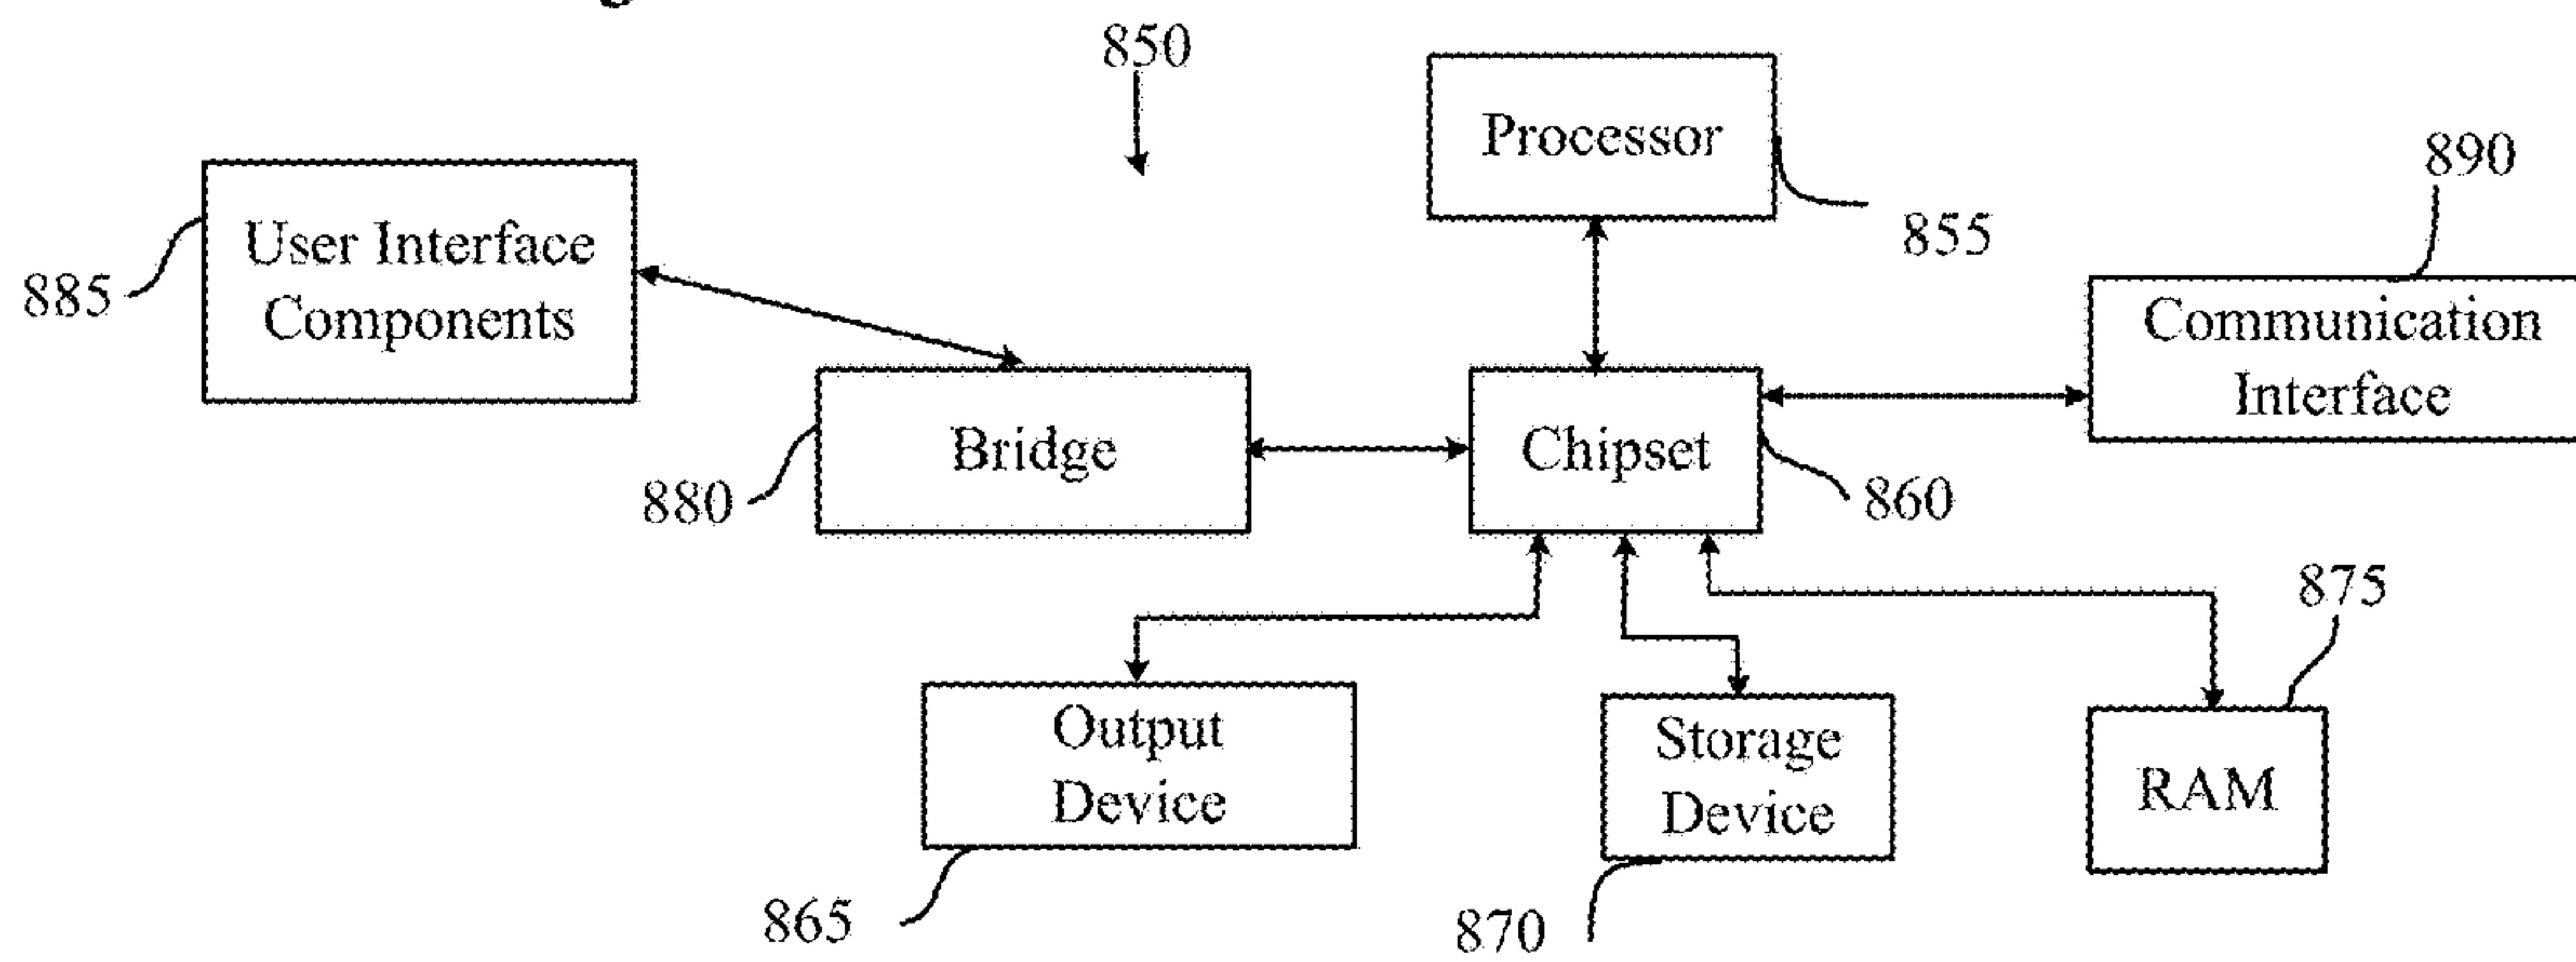 850
Processor
890
User Interface
Components
855
885
Communication
Interface
Bridge
Chipset
880
860
875
Output
Device
Storage
Device
RAM
865
870